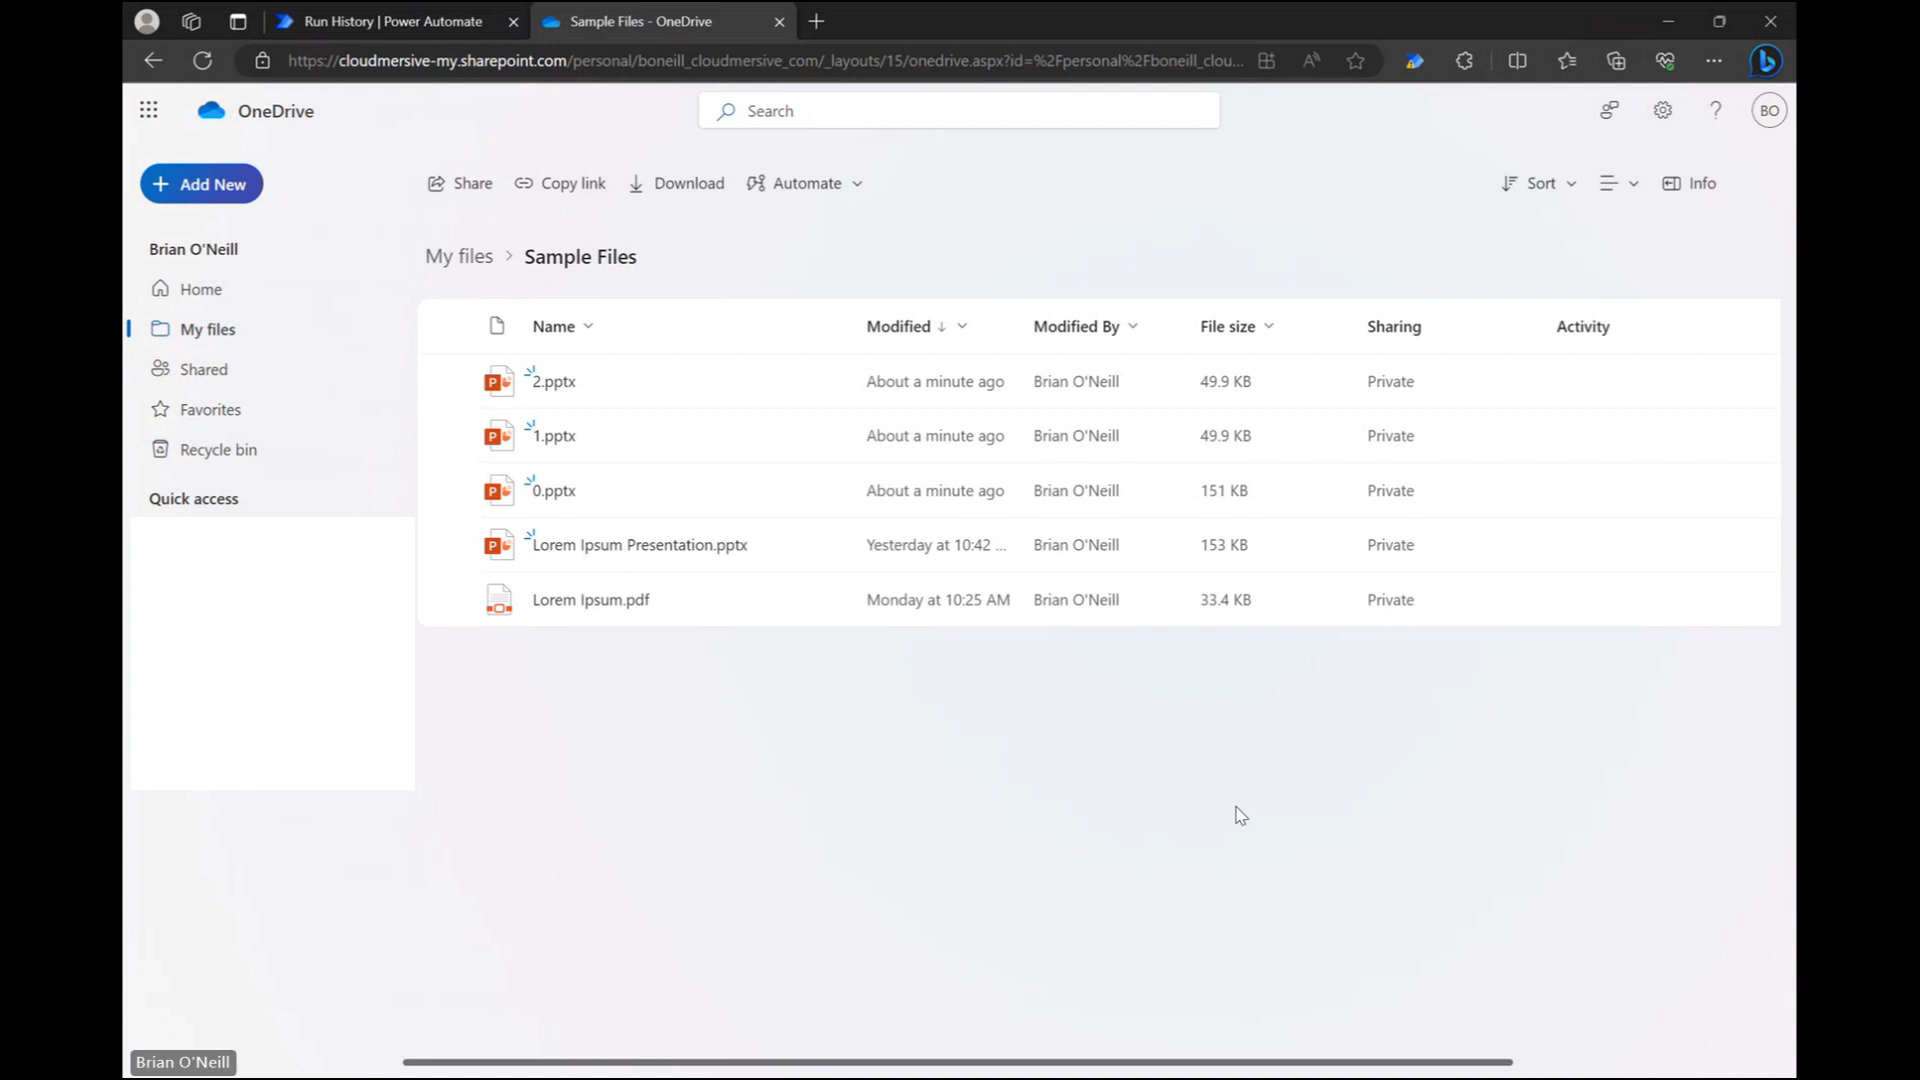 Run History | Power Automate
Sample Files - OneDrive
https://cloudmersive-my.sharepoint.com/personal/boneill_cloudmersive_com/_layouts/15/onedrive.aspx?id=%2Fpersonal%2Fboneill_clou...
OneDrive
Search
BO
Add New
Share
Copy link
Download
Automate
Sort
Info
Brian O'Neill
Home
My files
Shared
Favorites
Recycle bin
Quick access
My files > Sample Files
Name Modified Modified By File size Sharing Activity
2.pptx About a minute ago Brian O'Neill 49.9 KB Private
1.pptx About a minute ago Brian O'Neill 49.9 KB Private
0.pptx About a minute ago Brian O'Neill 151 KB Private
Lorem Ipsum Presentation.pptx Yesterday at 10:42 ... Brian O'Neill 153 KB Private
Lorem Ipsum.pdf Monday at 10:25 AM Brian O'Neill 33.4 KB Private
Brian O'Neill